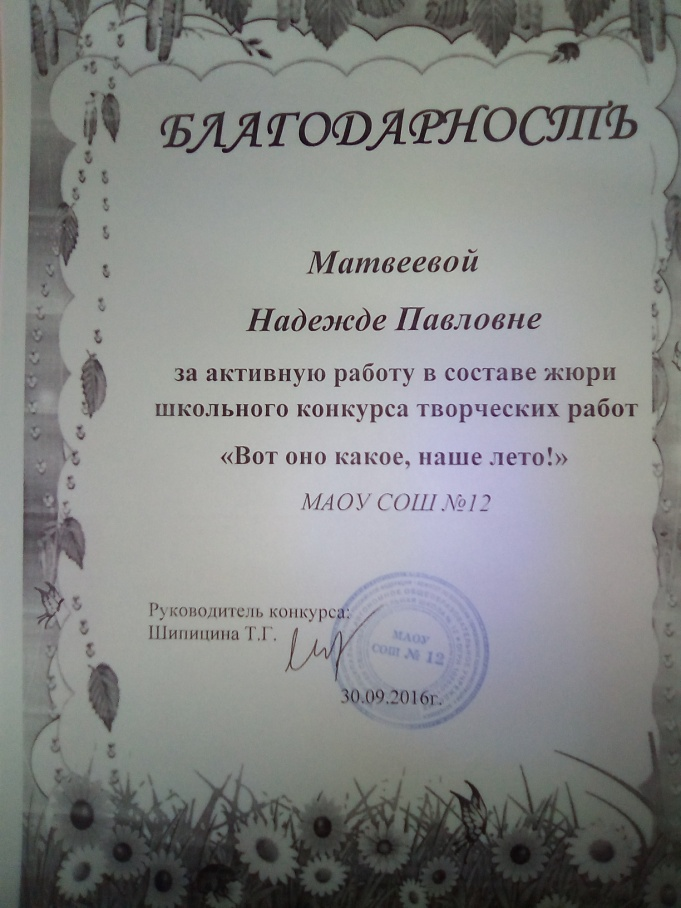 БЛАГОДАРНОСТЬ
Матвеевой
Надежде Павловне
за активную работу в составе жюри
школьного конкурса творческих работ
«Вот оно какое, наше лето!»
МАОУ СОШ №12
Руководитель конкурса:
Шипицина Т.Г.
МАОУ
СОШ № 12
30.09.2016г.